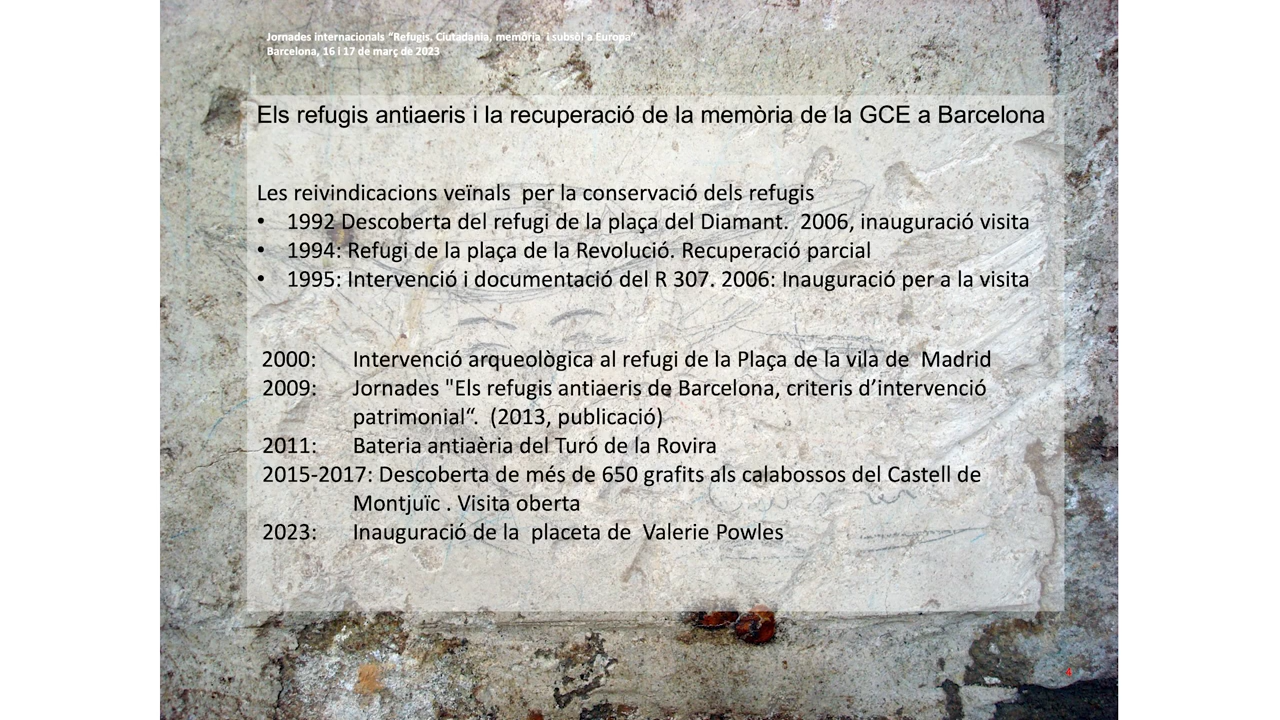 Jornades internacionals "Refugis. Ciutadania, memòria i subsòl a Europa"
Barcelona, 16 i 17 de març de 2023
Els refugis antiaeris i la recuperació de la memòria de la GCE a Barcelona
Les reivindicacions veïnals per la conservació dels refugis
• 1992 Descoberta del refugi de la plaça del Diamant. 2006, inauguració visita
• 1994: Refugi de la plaça de la Revolució. Recuperació parcial
• 1995: Intervenció i documentació del R 307. 2006: Inauguració per a la visita
2000: Intervenció arqueològica al refugi de la Plaça de la vila de Madrid
2009: Jornades "Els refugis antiaeris de Barcelona, criteris d’intervenció
patrimonial“. (2013, publicació)
2011: Bateria antiaèria del Turó de la Rovira
2015-2017: Descoberta de més de 650 grafits als calabossos del Castell de
Montjuïc . Visita oberta
2023: Inauguració de la placeta de Valerie Powles
4